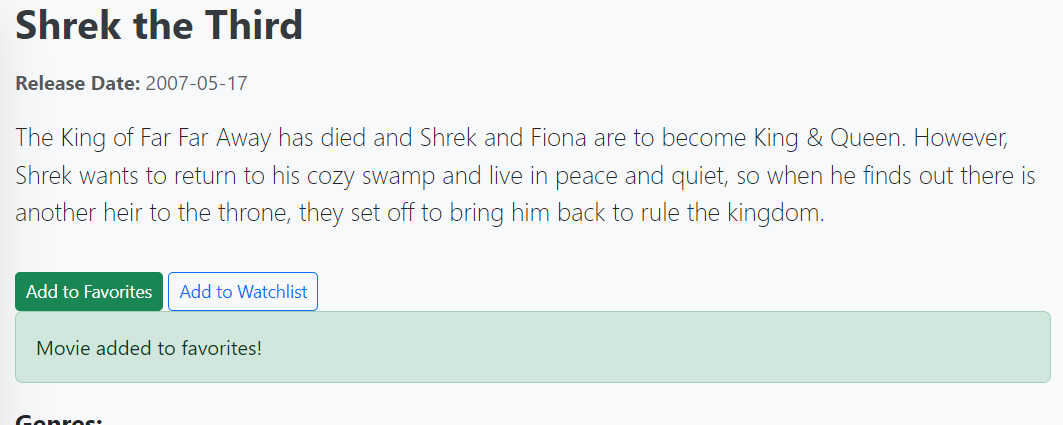 Shrek the Third
Release Date: 2007-05-17
The King of Far Far Away has died and Shrek and Fiona are to become King & Queen. However,
Shrek wants to return to his cozy swamp and live in peace and quiet, so when he finds out there is
another heir to the throne, they set off to bring him back to rule the kingdom.
Add to Favorites Add to Watchlist
Movie added to favorites!
Genres: